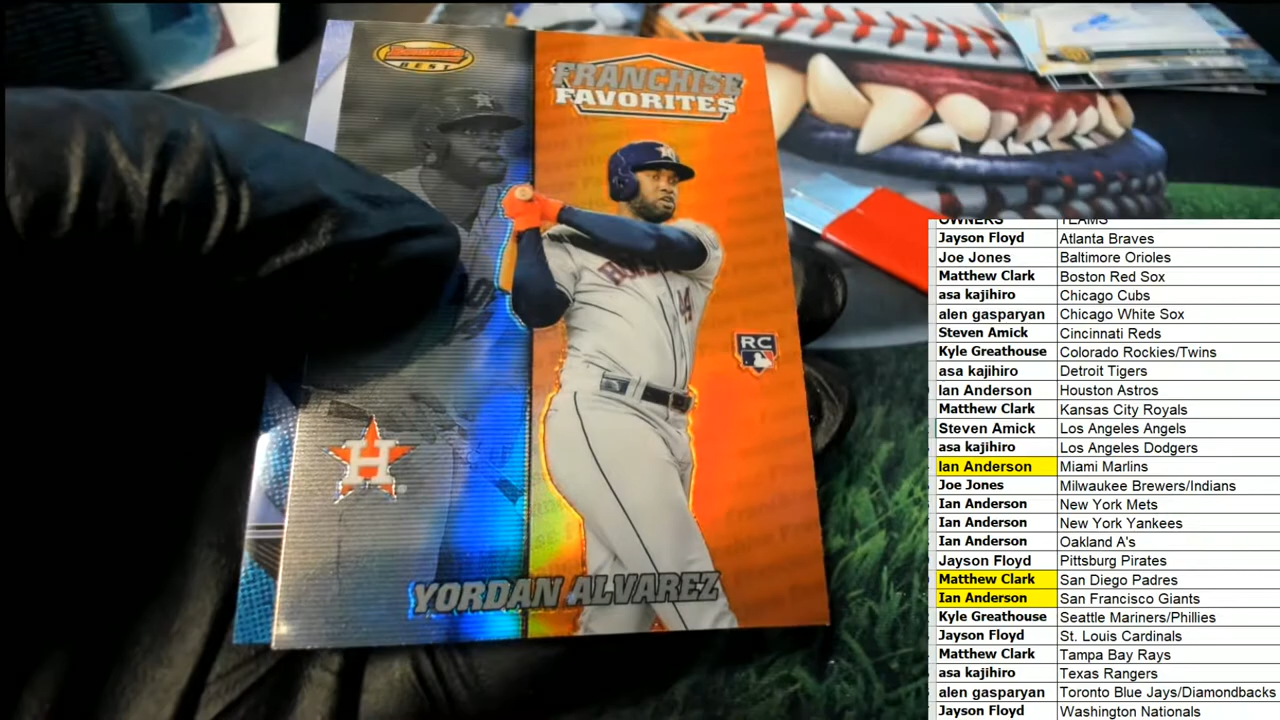 Bowman's
BEST
FRANCHISE
FAVORITES
RC
44
H
YORDAN ALVAREZ
OWNERS TEAMS
Jayson Floyd Atlanta Braves
Joe Jones Baltimore Orioles
Matthew Clark Boston Red Sox
asa kajihiro Chicago Cubs
alen gasparyan Chicago White Sox
Steven Amick Cincinnati Reds
Kyle Greathouse Colorado Rockies/Twins
asa kajihiro Detroit Tigers
Ian Anderson Houston Astros
Matthew Clark Kansas City Royals
Steven Amick Los Angeles Angels
asa kajihiro Los Angeles Dodgers
Ian Anderson Miami Marlins
Joe Jones Milwaukee Brewers/Indians
Ian Anderson New York Mets
Ian Anderson New York Yankees
Ian Anderson Oakland A's
Jayson Floyd Pittsburg Pirates
Matthew Clark San Diego Padres
Ian Anderson San Francisco Giants
Kyle Greathouse Seattle Mariners/Phillies
Jayson Floyd St. Louis Cardinals
Matthew Clark Tampa Bay Rays
asa kajihiro Texas Rangers
alen gasparyan Toronto Blue Jays/Diamondbacks
Jayson Floyd Washington Nationals